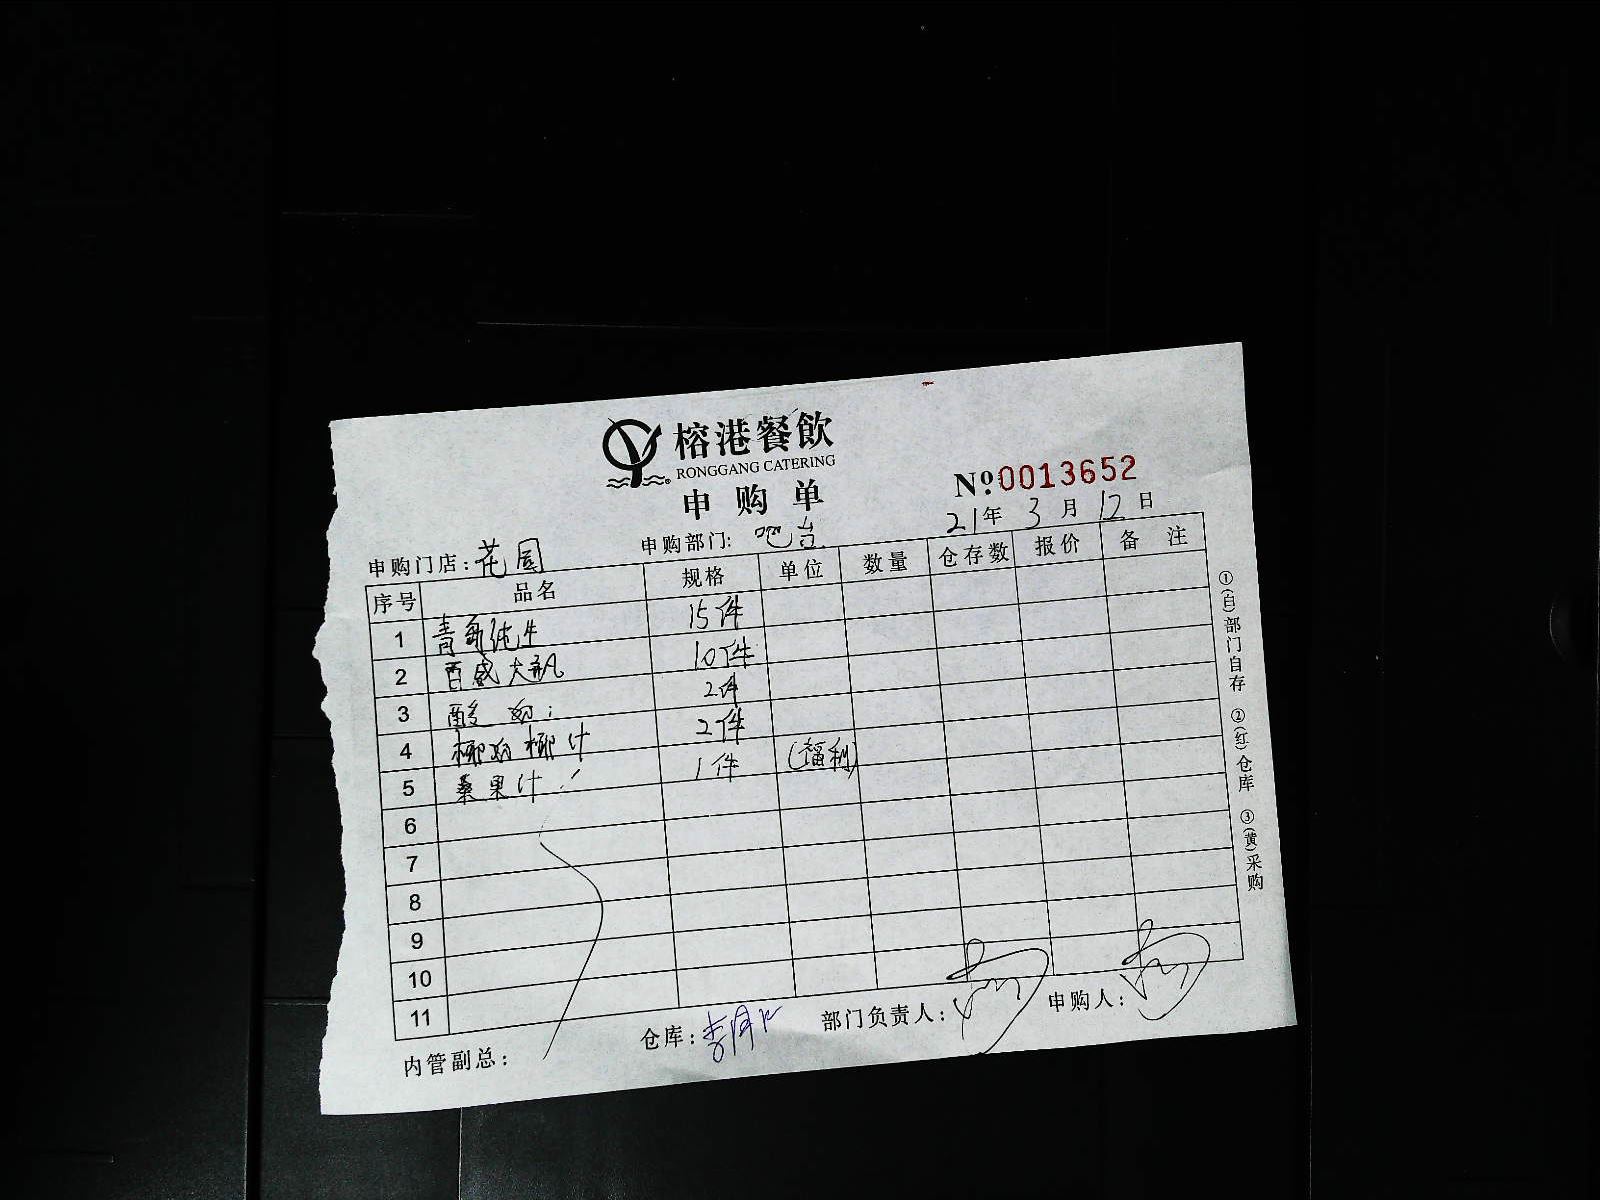 榕港餐飲
RONGGANG CATERING
申购单
No.0013652
21年3月12日
申购门店:花园 申购部门:吧台
序号 品名 规格 单位 数量 仓存数 报价 备注
1 青岛纯生 15件
2 百威大瓶 10件
3 酸奶 2件
4 椰奶椰汁 2件
5 桑果汁 1件 (福利)
6
7
8
9
10
11
内管副总: 仓库: 部门负责人: 申购人:
①(白)部门自存 ②(红)仓库 ③(黄)采购